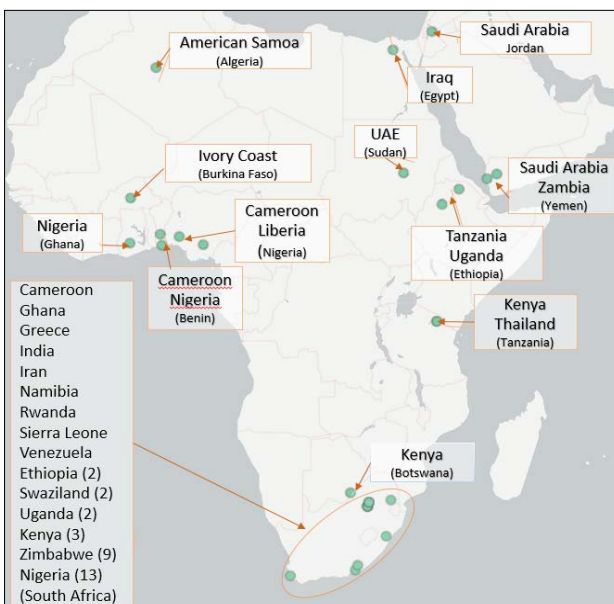 American Samoa
(Algeria)
Saudi Arabia
Jordan
Iraq
(Egypt)
UAE
(Sudan)
Ivory Coast
(Burkina Faso)
Saudi Arabia
Zambia
(Yemen)
Nigeria
(Ghana)
Cameroon
Liberia
(Nigeria)
Tanzania
Uganda
(Ethiopia)
Cameroon
Nigeria
(Benin)
Kenya
Thailand
(Tanzania)
Cameroon
Ghana
Greece
India
Iran
Namibia
Rwanda
Sierra Leone
Venezuela
Ethiopia (2)
Swaziland (2)
Uganda (2)
Kenya (3)
Zimbabwe (9)
Nigeria (13)
(South Africa)
Kenya
(Botswana)